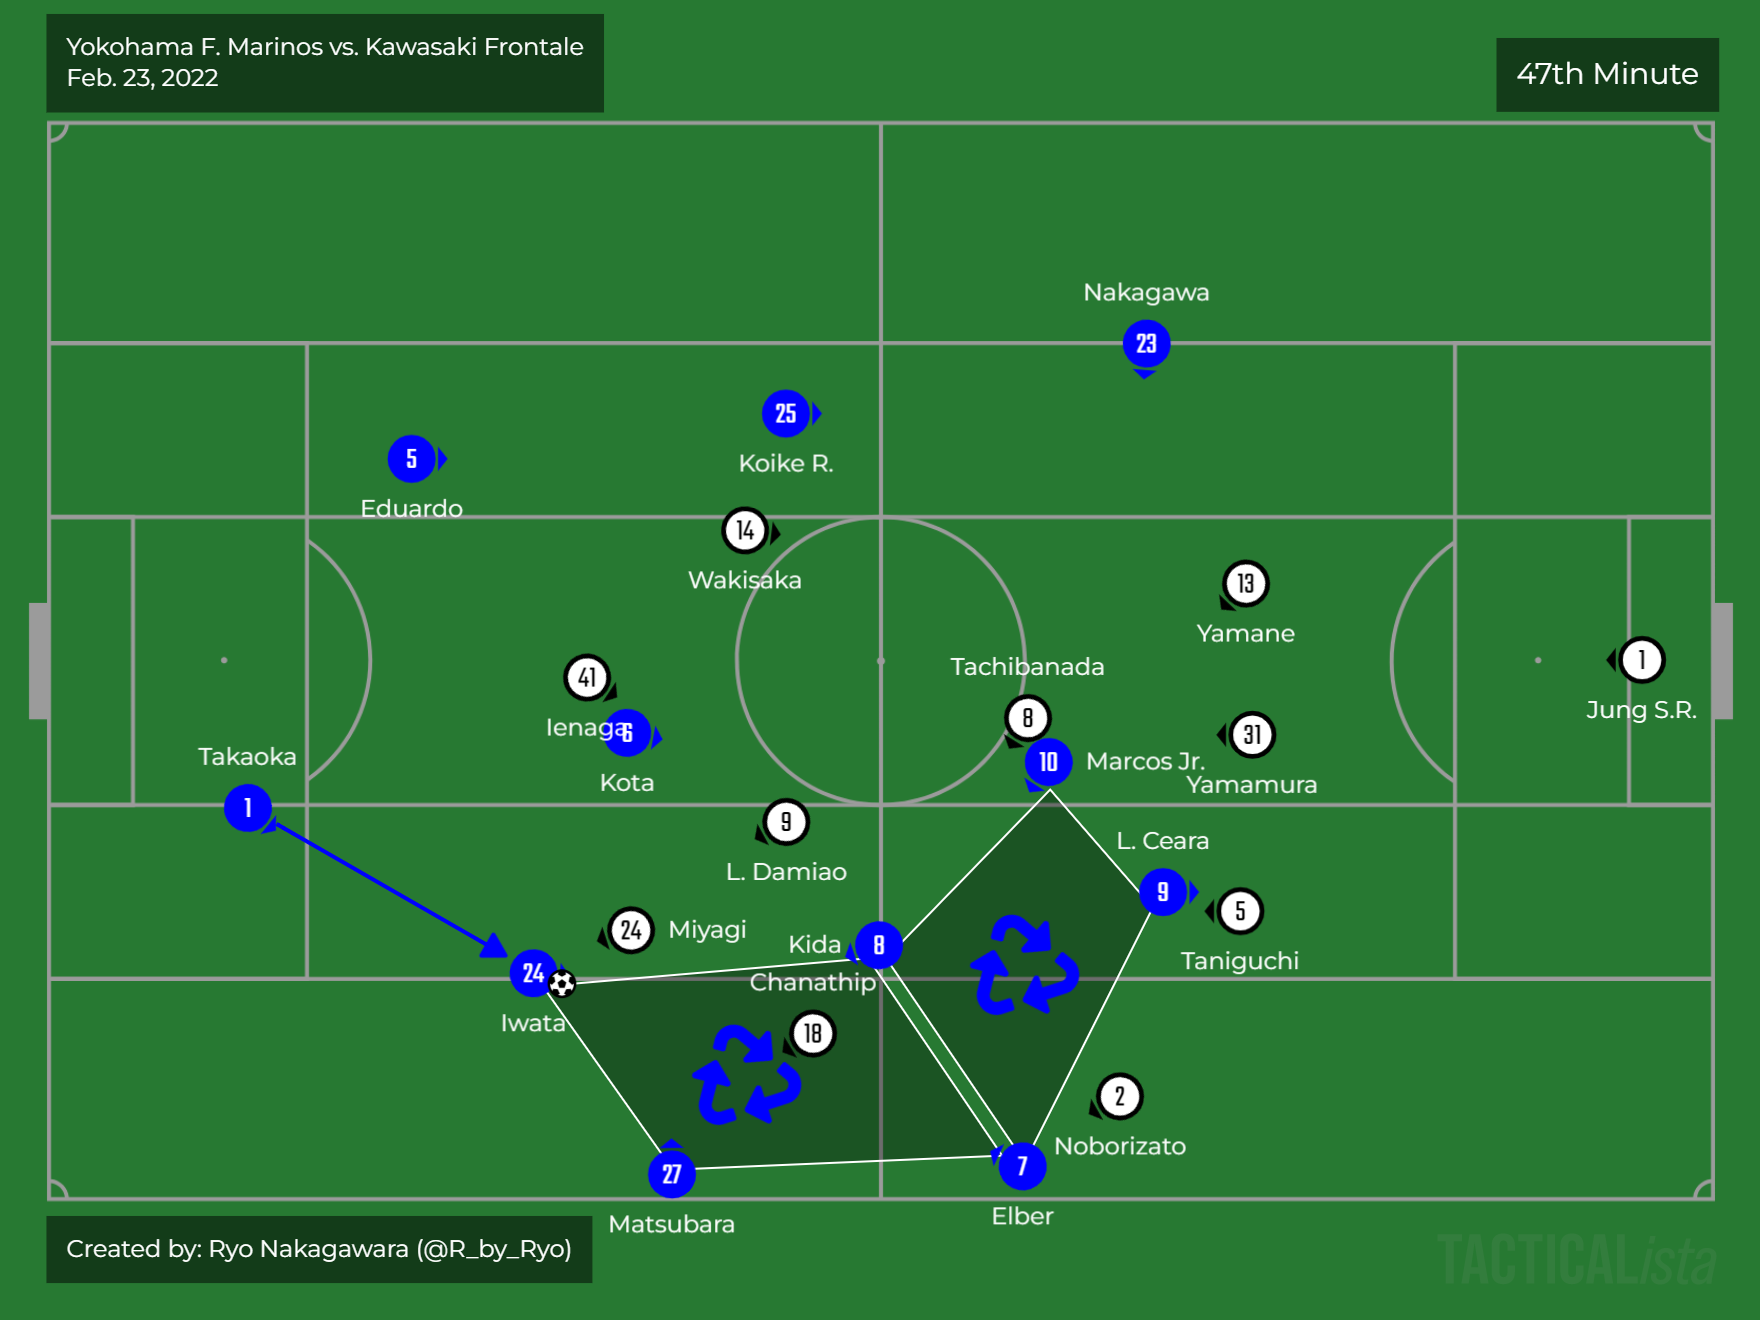 Yokohama F. Marinos vs. Kawasaki Frontale
Feb. 23, 2022
47th Minute
Nakagawa
23
25
Koike R.
5
Eduardo
14
Wakisaka
13
Yamane
Tachibanada
8
41
Ienaga
6
Kota
1
Jung S.R.
31
Yamamura
10
Marcos Jr.
Takaoka
1
9
L. Damiao
L. Ceara
9
5
Taniguchi
24
Miyagi
Kida
8
24
Iwata
Chanathip
18
2
Noborizato
27
Matsubara
7
Elber
Created by: Ryo Nakagawara (@R_by_Ryo)
TACTICALista